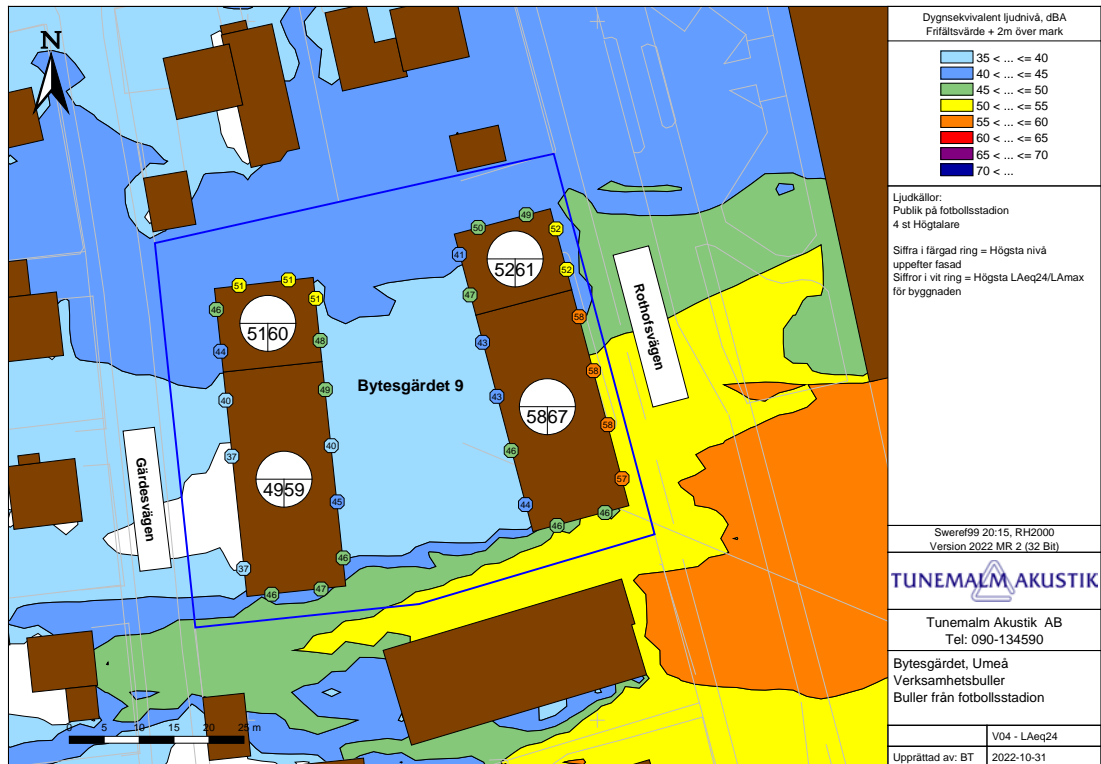 N
50
49
52
41
5261
52
47
51
51
51
46
5160
44
48
58
43
49
58
40
43
5867
58
40
46
37
57
4959
45
44
46
46
46
37
47
46
Bytesgärdet 9
Rothofsvägen
Gärdesvägen
0 5 10 15 20 25 m
Dygnsekvivalent ljudnivå, dBA
Frifältsvärde + 2m över mark
35 < ... <= 40
40 < ... <= 45
45 < ... <= 50
50 < ... <= 55
55 < ... <= 60
60 < ... <= 65
65 < ... <= 70
70 < ...
Ljudkällor:
Publik på fotbollsstadion
4 st Högtalare
Siffra i färgad ring = Högsta nivå
uppefter fasad
Siffror i vit ring = Högsta LAeq24/LAmax
för byggnaden
Sweref99 20:15, RH2000
Version 2022 MR 2 (32 Bit)
TUNEMALM AKUSTIK
Tunemalm Akustik AB
Tel: 090-134590
Bytesgärdet, Umeå
Verksamhetsbuller
Buller från fotbollsstadion
V04 - LAeq24
Upprättad av: BT 2022-10-31